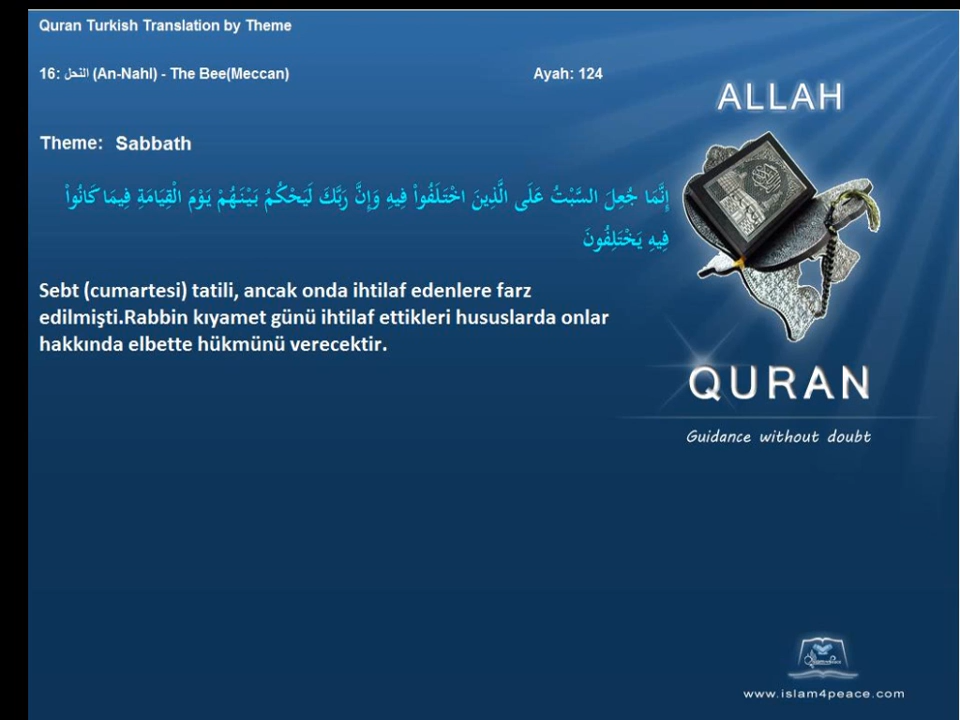 Quran Turkish Translation by Theme
16: النحل (An-Nahl) - The Bee(Meccan)
Ayah: 124
ALLAH
Theme: Sabbath
إِنَّمَا جُعِلَ السَّبْتُ عَلَى الَّذِينَ اخْتَلَفُواْ فِيهِ وَإِنَّ رَبَّكَ لَيَحْكُمُ بَيْنَهُمْ يَوْمَ الْقِيَامَةِ فِيمَا كَانُواْ
فِيهِ يَخْتَلِفُونَ
Sebt (cumartesi) tatili, ancak onda ihtilaf edenlere farz
edilmişti.Rabbin kıyamet günü ihtilaf ettikleri hususlarda onlar
hakkında elbette hükmünü verecektir.
QURAN
Guidance without doubt
www.islam4peace.com